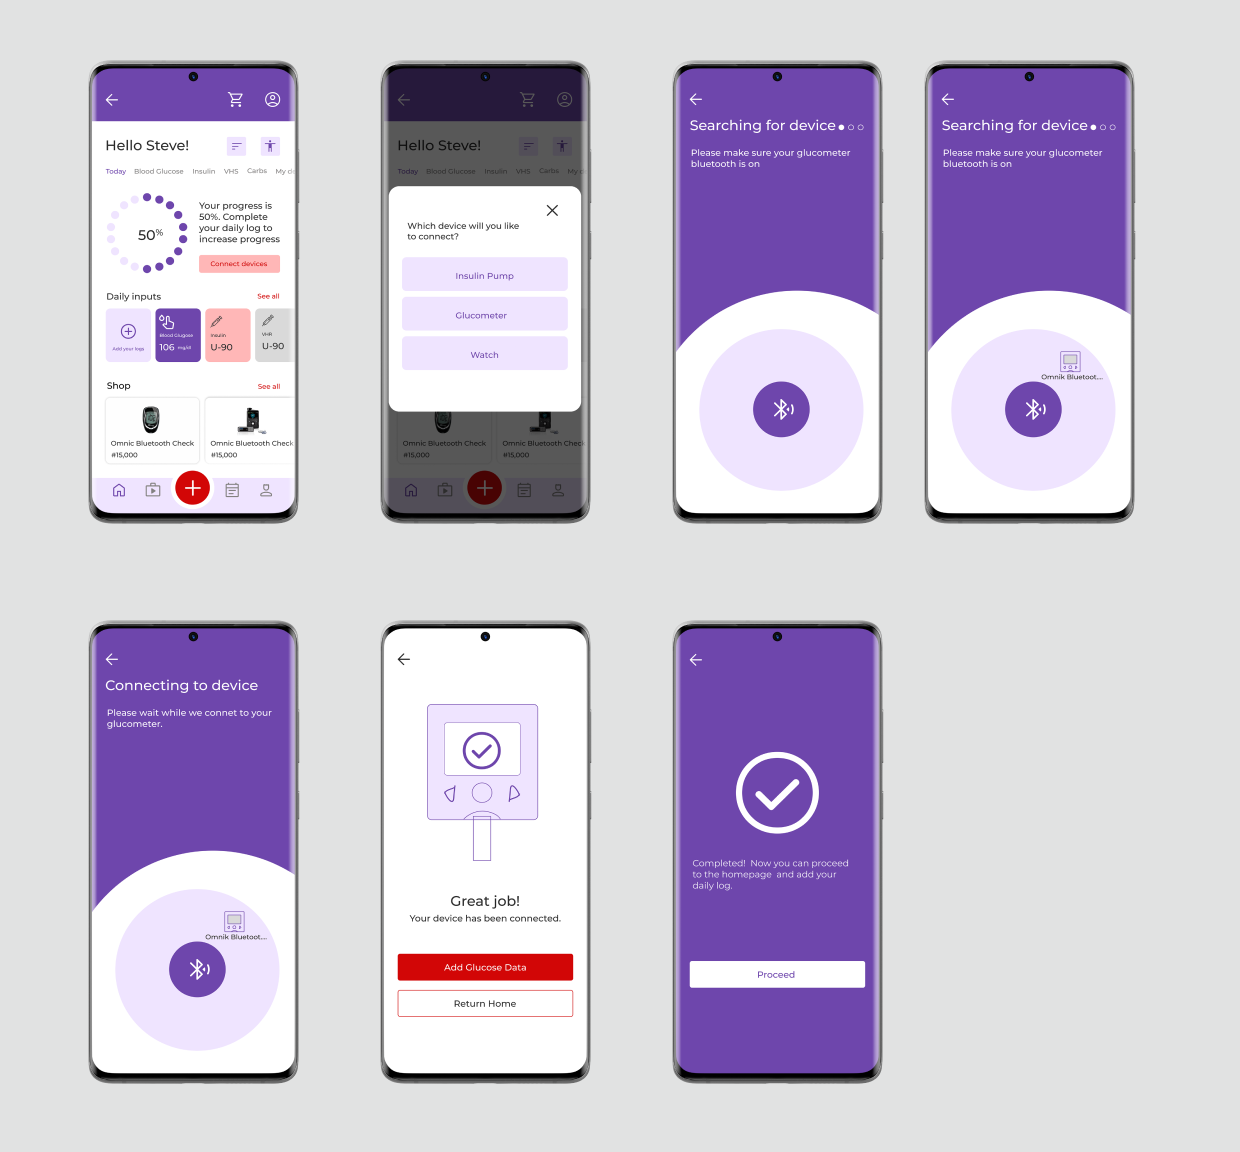 Hello Steve!
Today Blood Glucose Insulin VHS Carbs My d
50%
Your progress is
50%. Complete
your daily log to
increase progress
Connect devices
Daily inputs See all
Add your logs
Blood Glugose
106 mg/dl
Insulin
U-90
VHR
U-90
Shop See all
Omnic Bluetooth Check
#15,000
Omnic Bluetooth Check
#15,000
Hello Steve!
Today Blood Glucose Insulin VHS Carbs My d
Which device will you like
to connect?
Insulin Pump
Glucometer
Watch
Omnic Bluetooth Check
#15,000
Omnic Bluetooth Check
#15,000
Searching for device
Please make sure your glucometer
bluetooth is on
Searching for device
Please make sure your glucometer
bluetooth is on
Omnik Bluetoot....
Connecting to device
Please wait while we connet to your
glucometer.
Omnik Bluetoot....
Great job!
Your device has been connected.
Add Glucose Data
Return Home
Completed! Now you can proceed
to the homepage and add your
daily log.
Proceed